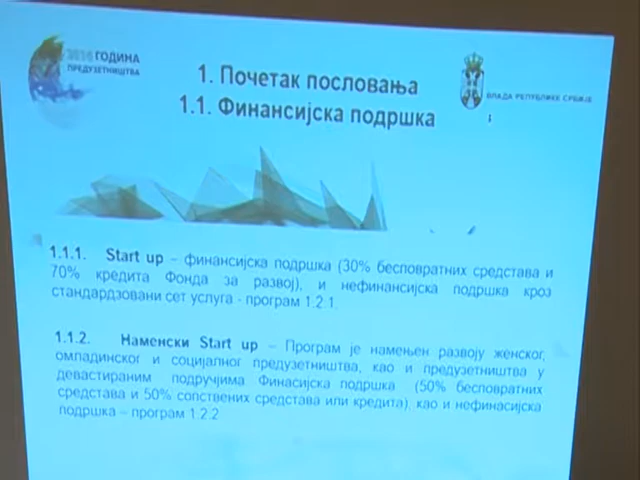 2016 ГОДИНА
ПРЕДУЗЕТНИШТВА
ВЛАДА РЕПУБЛИКЕ СРБИЈЕ
1. Почетак пословања
1.1. Финансијска подршка
1.1.1. Start up – финансијска подршка (30% бесповратних средстава и
70% кредита Фонда за развој), и нефинансијска подршка кроз
стандардзовани сет услуга - програм 1.2.1.
1.1.2. Наменски Start up – Програм је намењен развоју женског,
омладинског и социјалног предузетништва, као и предузетништва у
девастираним подручјима Финасијска подршка (50% бесповратних
средстава и 50% сопствених средстава или кредита), као и нефинасијска
подршка – програм 1.2.2